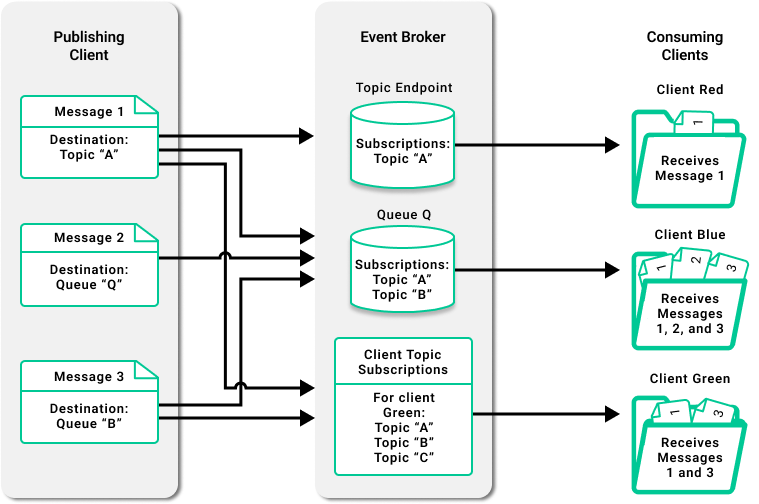 Publishing
Client
Message 1
Destination:
Topic “A”
Message 2
Destination:
Queue “Q”
Message 3
Destination:
Queue “B”
Event Broker
Topic Endpoint
Subscriptions:
Topic “A”
Queue Q
Subscriptions:
Topic “A”
Topic “B”
Client Topic
Subscriptions
For client
Green:
Topic “A”
Topic “B”
Topic “C”
Consuming
Clients
Client Red
1
Receives
Message 1
Client Blue
1
2
3
Receives
Messages
1, 2, and 3
Client Green
1
3
Receives
Messages
1 and 3